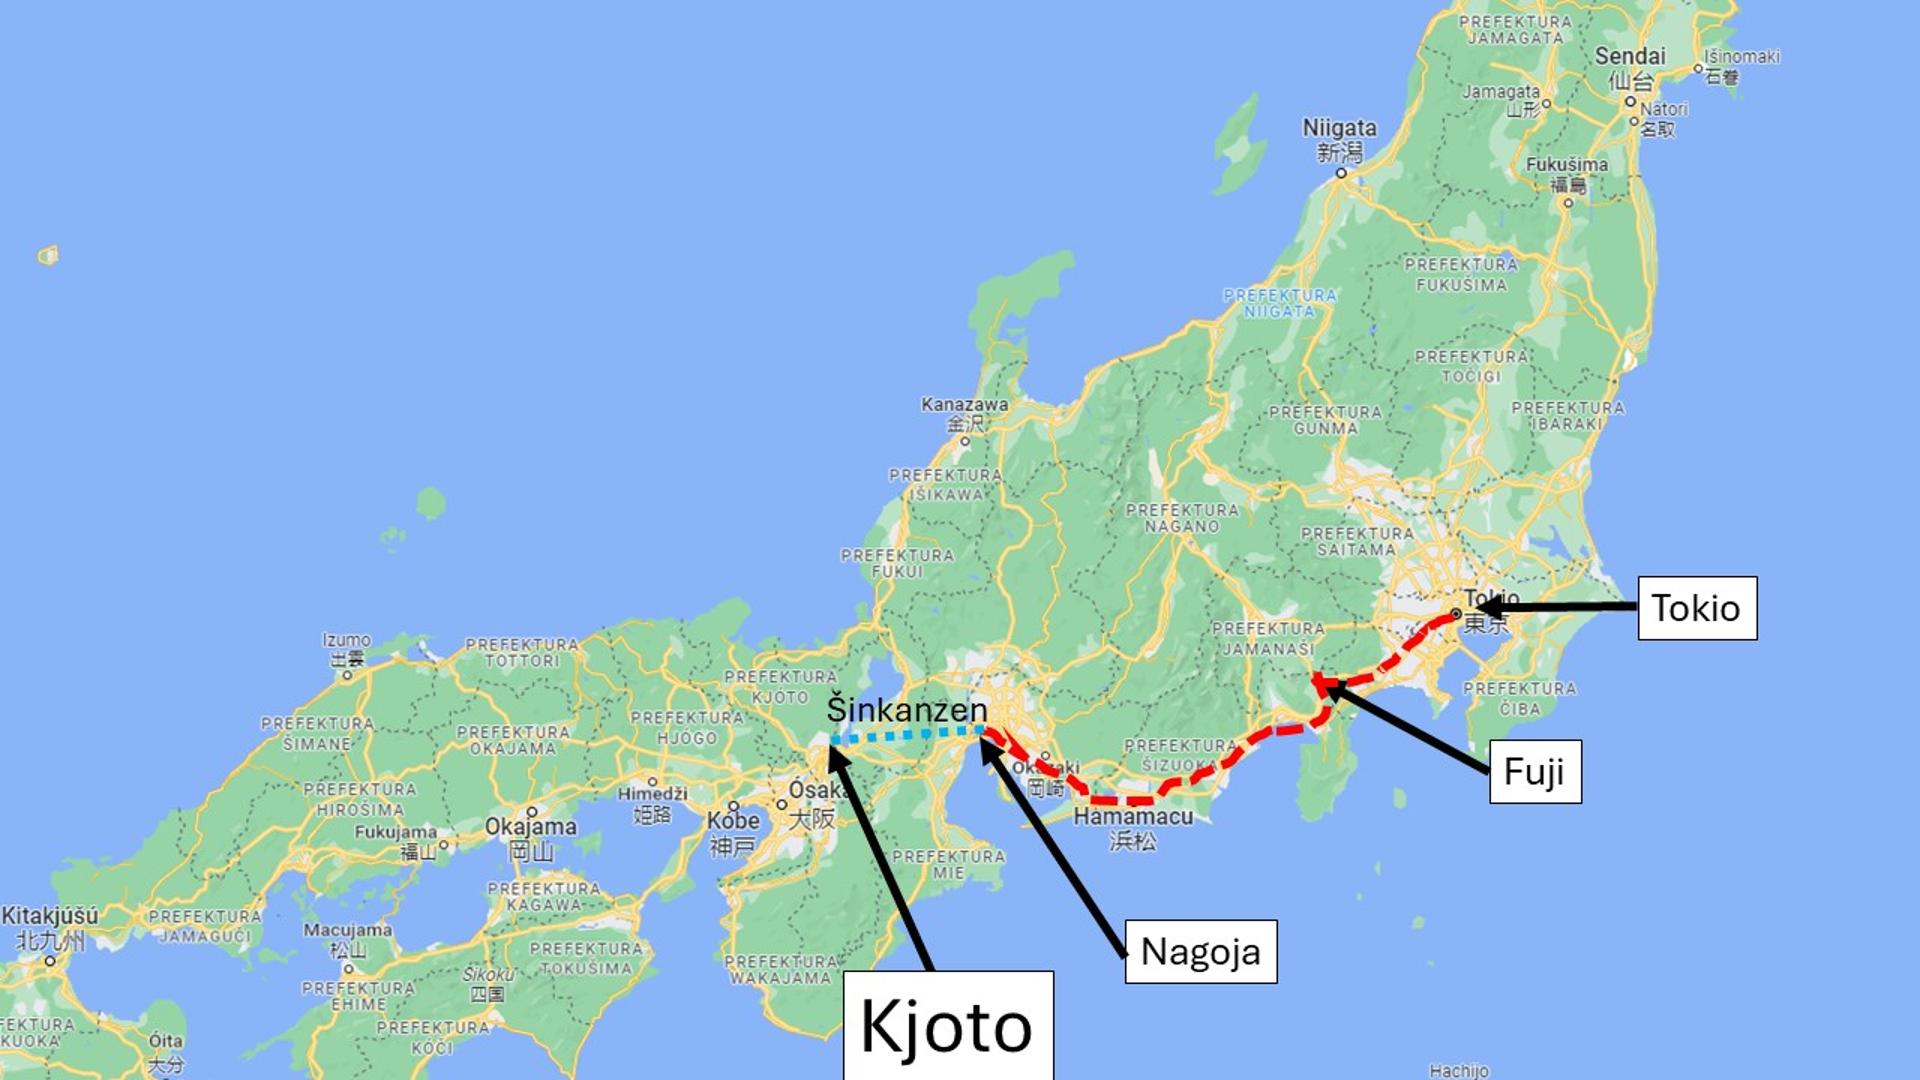 PREFEKTURA
JAMAGATA
Sendai
仙台
Išinomaki
石巻
Jamagata
山形
Natori
名取
Niigata
新潟
Fukušima
福島
PREFEKTURA
FUKUŠIMA
PREFEKTURA
NIIGATA
PREFEKTURA
TOČIGI
Kanazawa
金沢
PREFEKTURA
GUNMA
PREFEKTURA
IBARAKI
PREFEKTURA
IŠIKAWA
PREFEKTURA
NAGANO
PREFEKTURA
SAITAMA
PREFEKTURA
FUKUI
Tokio
東京
Tokio
PREFEKTURA
JAMANAŠI
Izumo
出雲
PREFEKTURA
TOTTORI
PREFEKTURA
KJÓTO
PREFEKTURA
ČIBA
Šinkanzen
PREFEKTURA
ŠIMANE
PREFEKTURA
OKAJAMA
PREFEKTURA
HJÓGO
PREFEKTURA
ŠIZUOKA
Fuji
Okazaki
岡崎
PREFEKTURA
HIROŠIMA
Himedži
姫路
Ósaka
大阪
Kóbe
神戸
Hamamacu
浜松
Fukujama
福山
Okajama
岡山
PREFEKTURA
MIE
PREFEKTURA
KAGAWA
Kitakjúšú
北九州
PREFEKTURA
JAMAGUČI
Macujama
松山
PREFEKTURA
TOKUŠIMA
Nagoja
PREFEKTURA
WAKAJAMA
Šikoku
四国
PREFEKTURA
EHIME
Kjoto
EFEKTURA
KUOKA
PREFEKTURA
KÓČI
Óita
大分
Hachijo